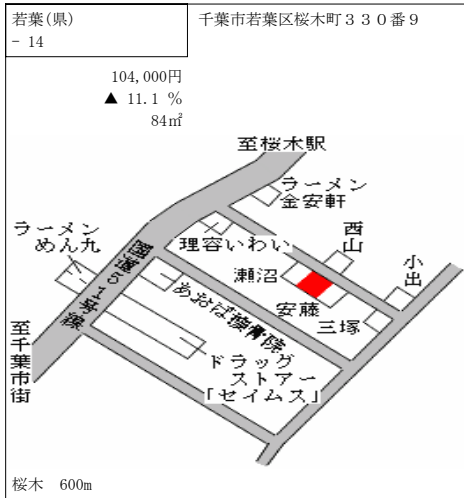 若葉(県)
- 14
千葉市若葉区桜木町３３０番９
104,000円
▲ 11.1 %
84㎡
至桜木駅
ラーメン
金安軒
西山
小出
ラーメン
めん九
理容いわい
瀬沼
安藤
三塚
国道51号線
あおば接骨院
至千葉市街
ドラッグ
ストアー
「セイムス」
桜木　600m